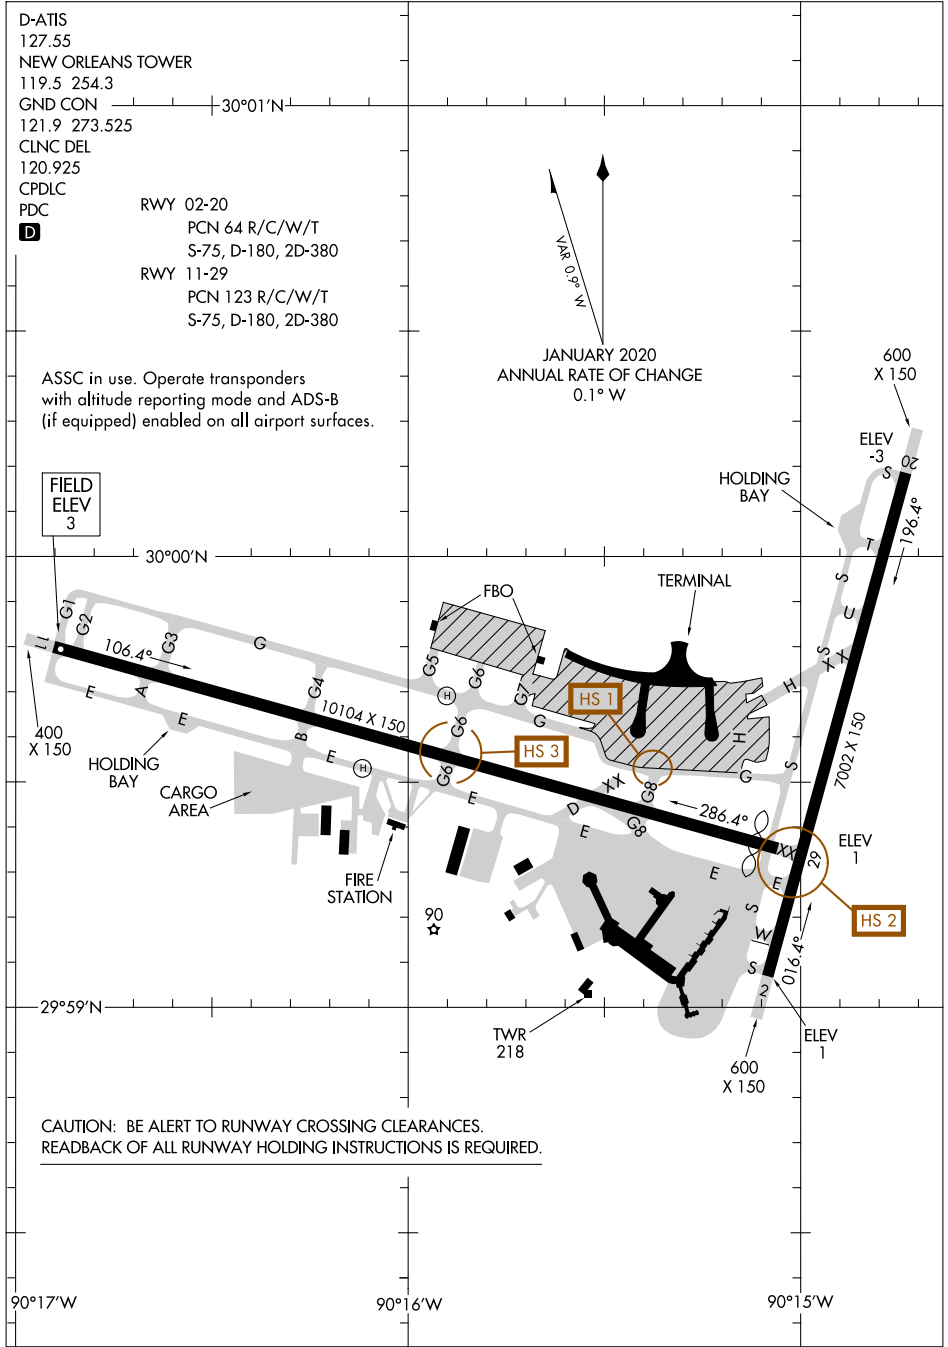 D-ATIS
127.55
NEW ORLEANS TOWER
119.5 254.3
GND CON
121.9 273.525
CLNC DEL
120.925
CPDLC
PDC
D
30°01'N
RWY 02-20
PCN 64 R/C/W/T
S-75, D-180, 2D-380
RWY 11-29
PCN 123 R/C/W/T
S-75, D-180, 2D-380
VAR 0.9° W
JANUARY 2020
ANNUAL RATE OF CHANGE
0.1° W
ASSC in use. Operate transponders
with altitude reporting mode and ADS-B
(if equipped) enabled on all airport surfaces.
600
X 150
ELEV
-3
20
S
HOLDING
BAY
196.4°
FIELD
ELEV
3
30°00'N
T
S
U
S
XX
H
S
FBO
TERMINAL
G1
G2
G3
G
11
106.4°
E
A
E
G4
G5
G6
G7
H
10104 X 150
G6
G
HS 1
H
HS 3
400
X 150
HOLDING
BAY
B
E
H
G6
CARGO
AREA
E
XX
G8
G
7002 X 150
D
E
G8
286.4°
XX
29
ELEV
1
E
E
FIRE
STATION
90
HS 2
S
W
S
016.4°
2
29°59'N
TWR
218
ELEV
1
600
X 150
CAUTION: BE ALERT TO RUNWAY CROSSING CLEARANCES.
READBACK OF ALL RUNWAY HOLDING INSTRUCTIONS IS REQUIRED.
90°17'W
90°16'W
90°15'W